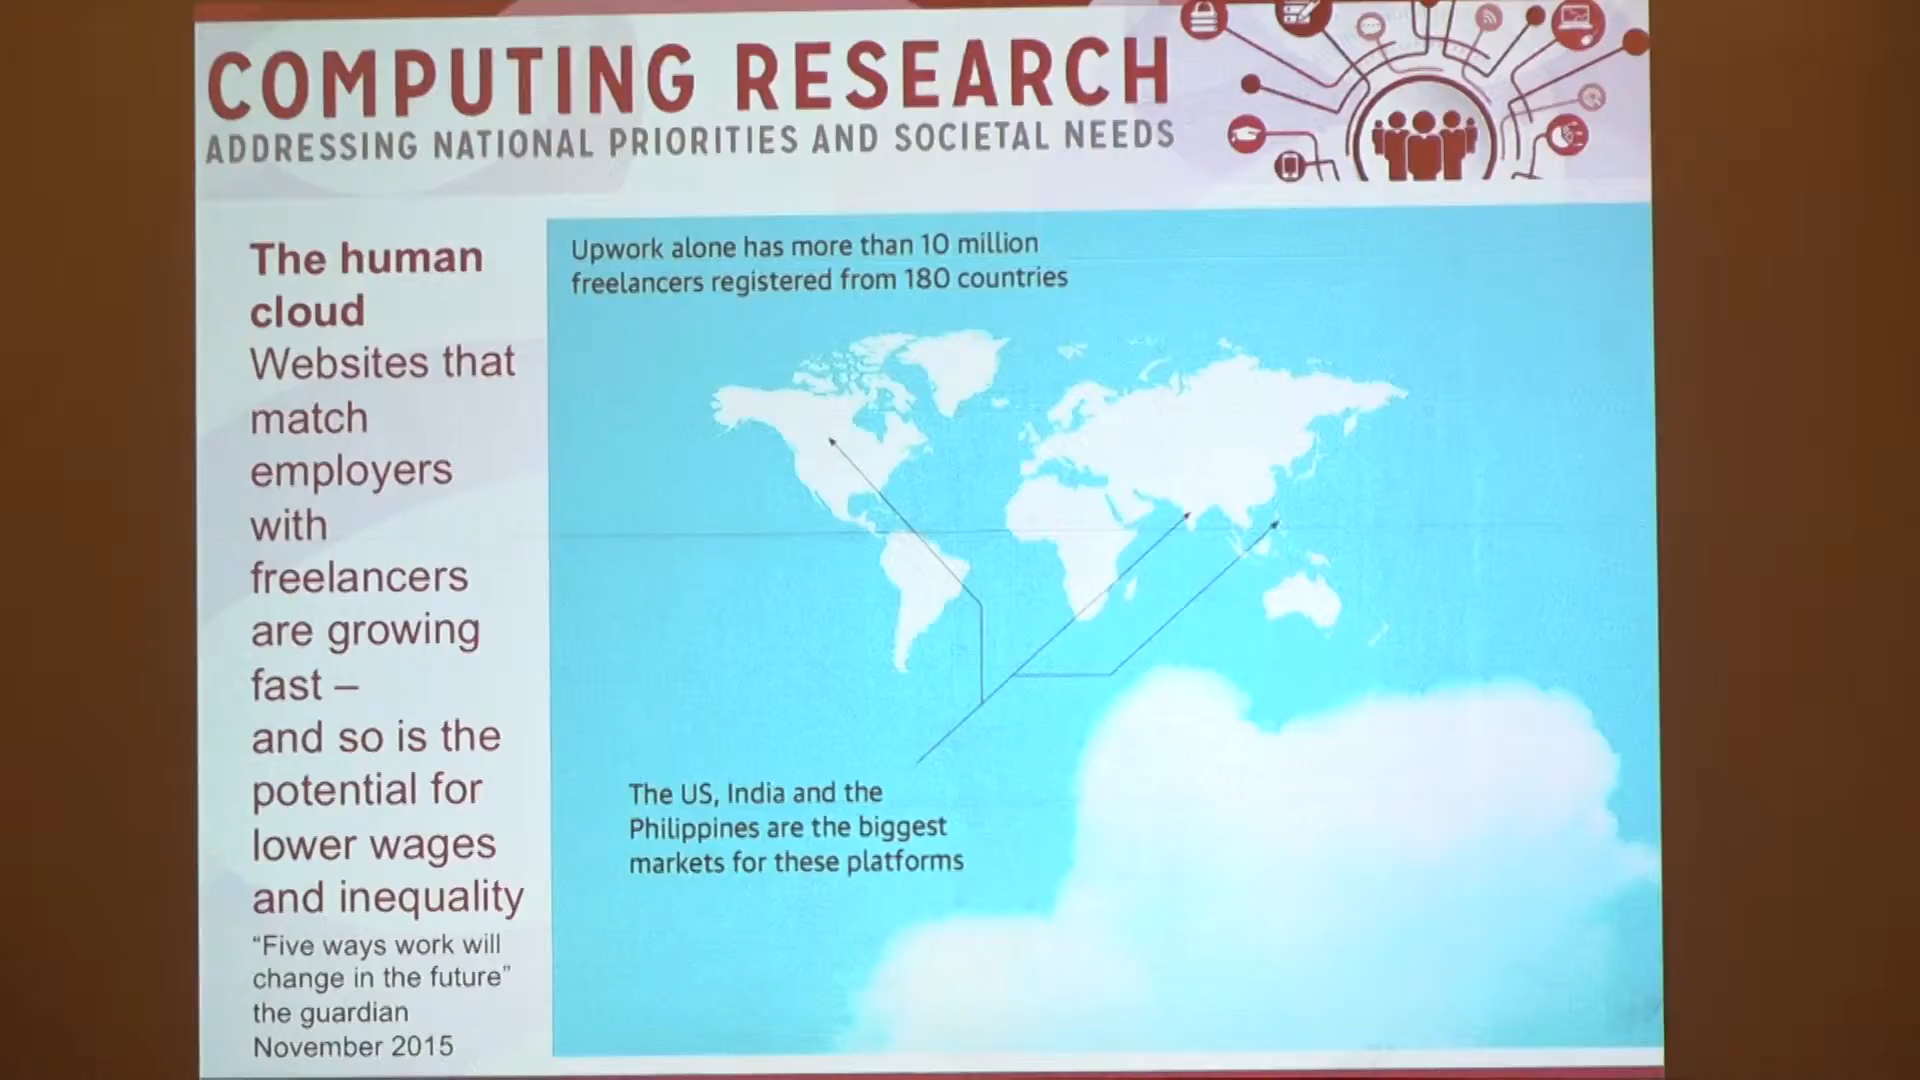 COMPUTING RESEARCH
ADDRESSING NATIONAL PRIORITIES AND SOCIETAL NEEDS
The human
cloud
Websites that
match
employers
with
freelancers
are growing
fast –
and so is the
potential for
lower wages
and inequality
“Five ways work will
change in the future”
the guardian
November 2015
Upwork alone has more than 10 million
freelancers registered from 180 countries
The US, India and the
Philippines are the biggest
markets for these platforms